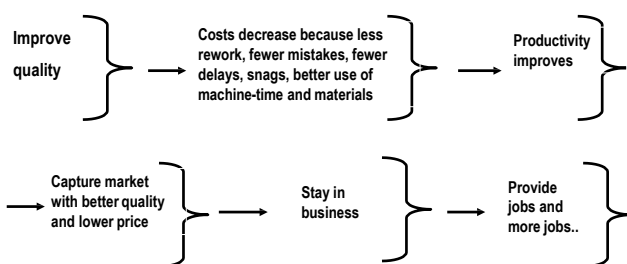 Improve
quality
Costs decrease because less
rework, fewer mistakes, fewer
delays, snags, better use of
machine-time and materials
Productivity
improves
Capture market
with better quality
and lower price
Stay in
business
Provide
jobs and
more jobs..